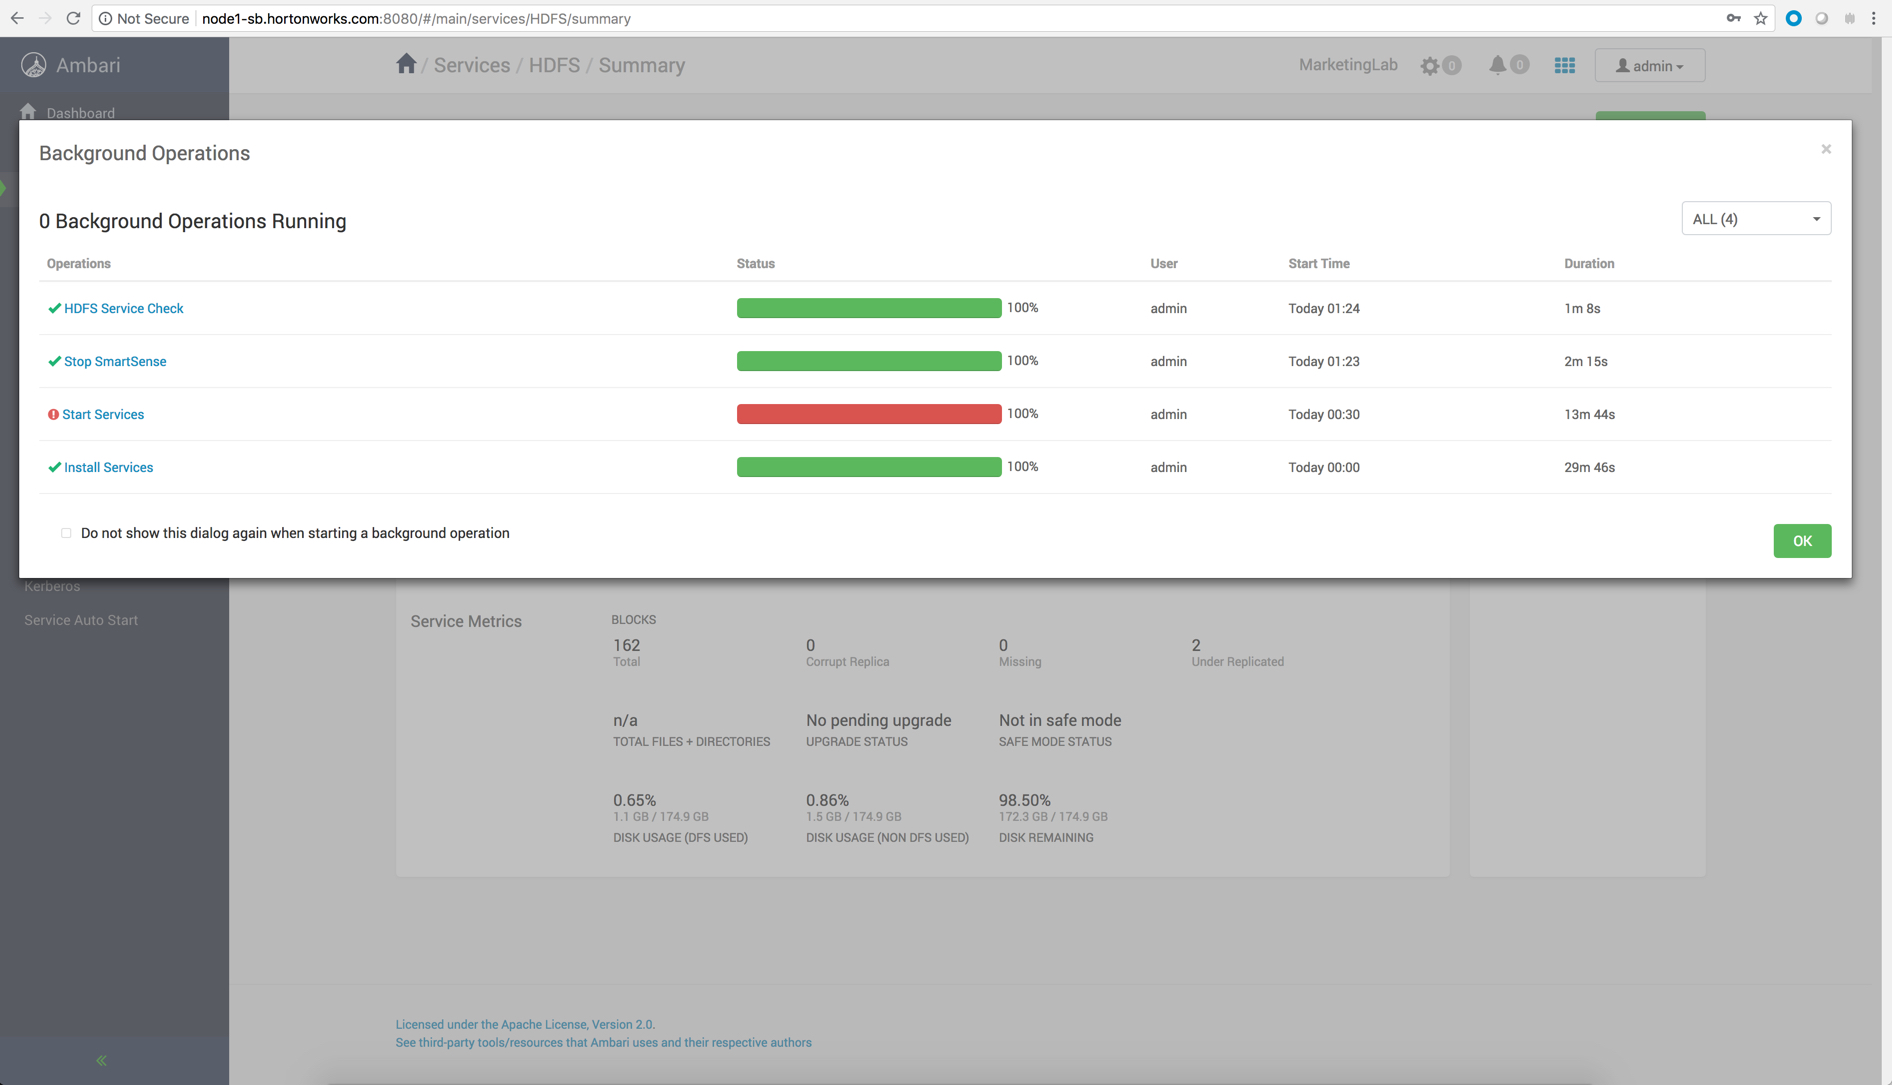 Not Secure node1-sb.hortonworks.com:8080/#/main/services/HDFS/summary
Ambari
/ Services / HDFS / Summary
MarketingLab 0 0 admin
Dashboard
Background Operations
×
0 Background Operations Running
ALL (4)
Operations Status User Start Time Duration
HDFS Service Check 100% admin Today 01:24 1m 8s
Stop SmartSense 100% admin Today 01:23 2m 15s
Start Services 100% admin Today 00:30 13m 44s
Install Services 100% admin Today 00:00 29m 46s
Do not show this dialog again when starting a background operation
OK
Kerberos
Service Auto Start
Service Metrics
BLOCKS
162 0 0 2
Total Corrupt Replica Missing Under Replicated
n/a No pending upgrade Not in safe mode
TOTAL FILES + DIRECTORIES UPGRADE STATUS SAFE MODE STATUS
0.65% 0.86% 98.50%
1.1 GB / 174.9 GB 1.5 GB / 174.9 GB 172.3 GB / 174.9 GB
DISK USAGE (DFS USED) DISK USAGE (NON DFS USED) DISK REMAINING
Licensed under the Apache License, Version 2.0.
See third-party tools/resources that Ambari uses and their respective authors